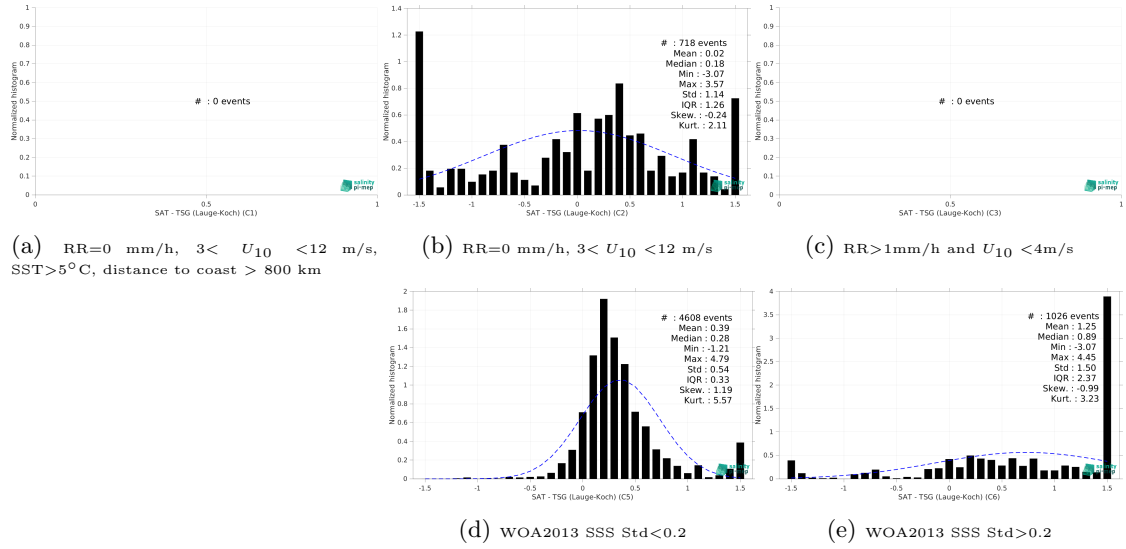 1
0.9
0.8
0.7
0.6
0.5
0.4
0.3
0.2
0.1
0
Normalized histogram
# : 0 events
0 0.5 1
SAT - TSG (Lauge-Koch) (C1)
salinity
pi-mep
(a) RR=0 mm/h, 3< U10 <12 m/s,
SST>5°C, distance to coast > 800 km
1.4
1.2
1
0.8
0.6
0.4
0.2
0
Normalized histogram
# : 718 events
Mean : 0.02
Median : 0.18
Min : -3.07
Max : 3.57
Std : 1.14
IQR : 1.26
Skew. : -0.24
Kurt. : 2.11
-1.5 -1 -0.5 0 0.5 1 1.5
SAT - TSG (Lauge-Koch) (C2)
salinity
pi-mep
(b) RR=0 mm/h, 3< U10 <12 m/s
1
0.9
0.8
0.7
0.6
0.5
0.4
0.3
0.2
0.1
0
Normalized histogram
# : 0 events
0 0.5 1
SAT - TSG (Lauge-Koch) (C3)
salinity
pi-mep
(c) RR>1mm/h and U10 <4m/s
2
1.8
1.6
1.4
1.2
1
0.8
0.6
0.4
0.2
0
Normalized histogram
# : 4608 events
Mean : 0.39
Median : 0.28
Min : -1.21
Max : 4.79
Std : 0.54
IQR : 0.33
Skew. : 1.19
Kurt. : 5.57
-1.5 -1 -0.5 0 0.5 1 1.5
SAT - TSG (Lauge-Koch) (C5)
salinity
pi-mep
(d) WOA2013 SSS Std<0.2
4
3.5
3
2.5
2
1.5
1
0.5
0
Normalized histogram
# : 1026 events
Mean : 1.25
Median : 0.89
Min : -3.07
Max : 4.45
Std : 1.50
IQR : 2.37
Skew. : -0.99
Kurt. : 3.23
-1.5 -1 -0.5 0 0.5 1 1.5
SAT - TSG (Lauge-Koch) (C6)
salinity
pi-mep
(e) WOA2013 SSS Std>0.2